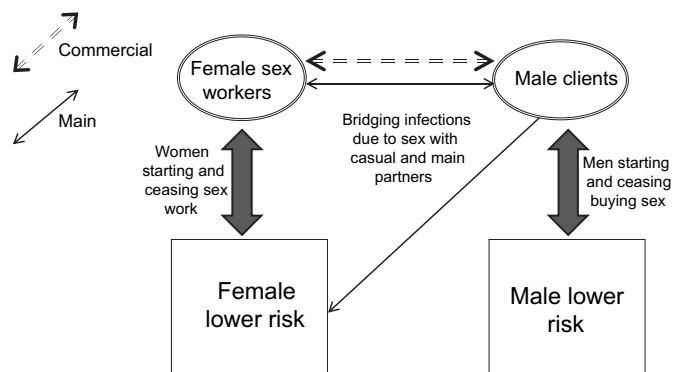 Commercial
Main
Female sex
workers
Male clients
Bridging infections
due to sex with
casual and main
partners
Women
starting and
ceasing sex
work
Men starting
and ceasing
buying sex
Female
lower risk
Male lower
risk